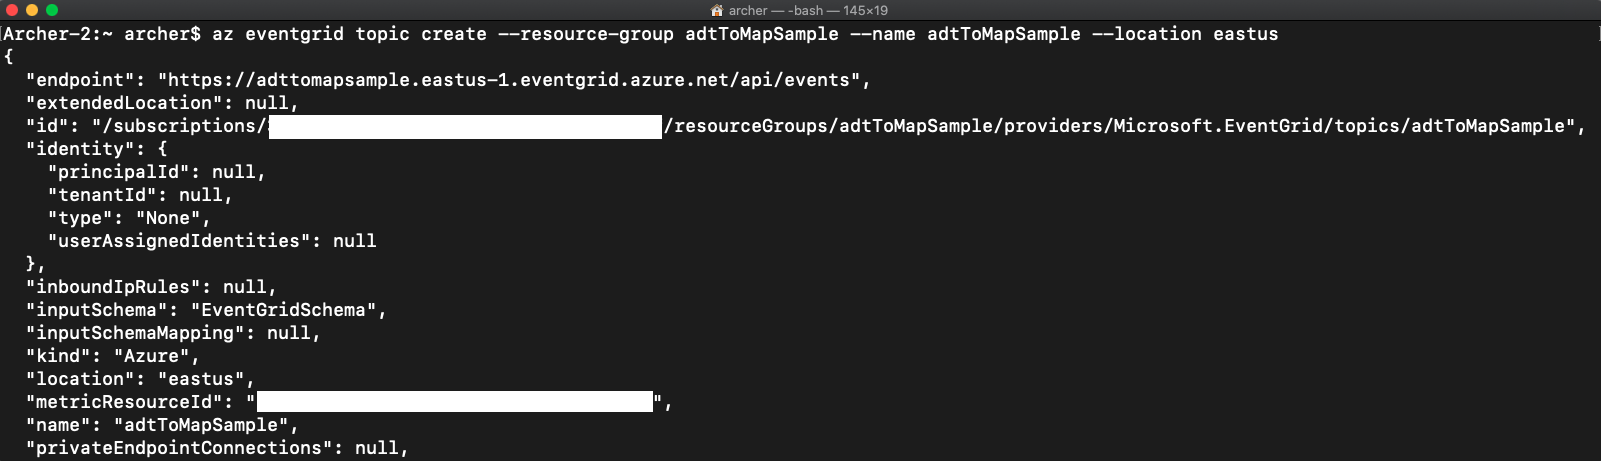 archer — -bash — 145×19
Archer-2:~ archer$ az eventgrid topic create --resource-group adtToMapSample --name adtToMapSample --location eastus
{
  "endpoint": "https://adttomapsample.eastus-1.eventgrid.azure.net/api/events",
  "extendedLocation": null,
  "id": "/subscriptions/ /resourceGroups/adtToMapSample/providers/Microsoft.EventGrid/topics/adtToMapSample",
  "identity": {
    "principalId": null,
    "tenantId": null,
    "type": "None",
    "userAssignedIdentities": null
  },
  "inboundIpRules": null,
  "inputSchema": "EventGridSchema",
  "inputSchemaMapping": null,
  "kind": "Azure",
  "location": "eastus",
  "metricResourceId": " ",
  "name": "adtToMapSample",
  "privateEndpointConnections": null,